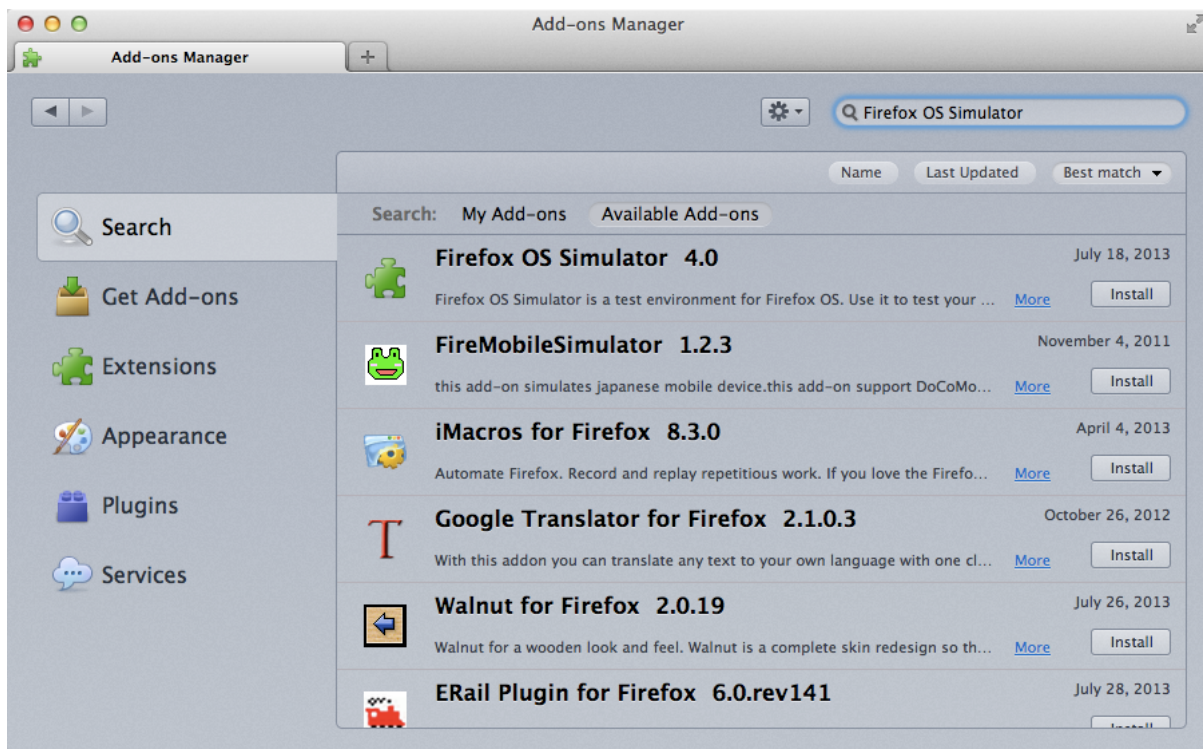 Add-ons Manager
Add-ons Manager
Firefox OS Simulator
Name Last Updated Best match
Search
Get Add-ons
Extensions
Appearance
Plugins
Services
Search: My Add-ons Available Add-ons
Firefox OS Simulator 4.0 July 18, 2013
Firefox OS Simulator is a test environment for Firefox OS. Use it to test your ... More Install
FireMobileSimulator 1.2.3 November 4, 2011
this add-on simulates japanese mobile device.this add-on support DoCoMo... More Install
iMacros for Firefox 8.3.0 April 4, 2013
Automate Firefox. Record and replay repetitious work. If you love the Firefo... More Install
T
Google Translator for Firefox 2.1.0.3 October 26, 2012
With this addon you can translate any text to your own language with one cl... More Install
Walnut for Firefox 2.0.19 July 26, 2013
Walnut for a wooden look and feel. Walnut is a complete skin redesign so th... More Install
ERail Plugin for Firefox 6.0.rev141 July 28, 2013
Install